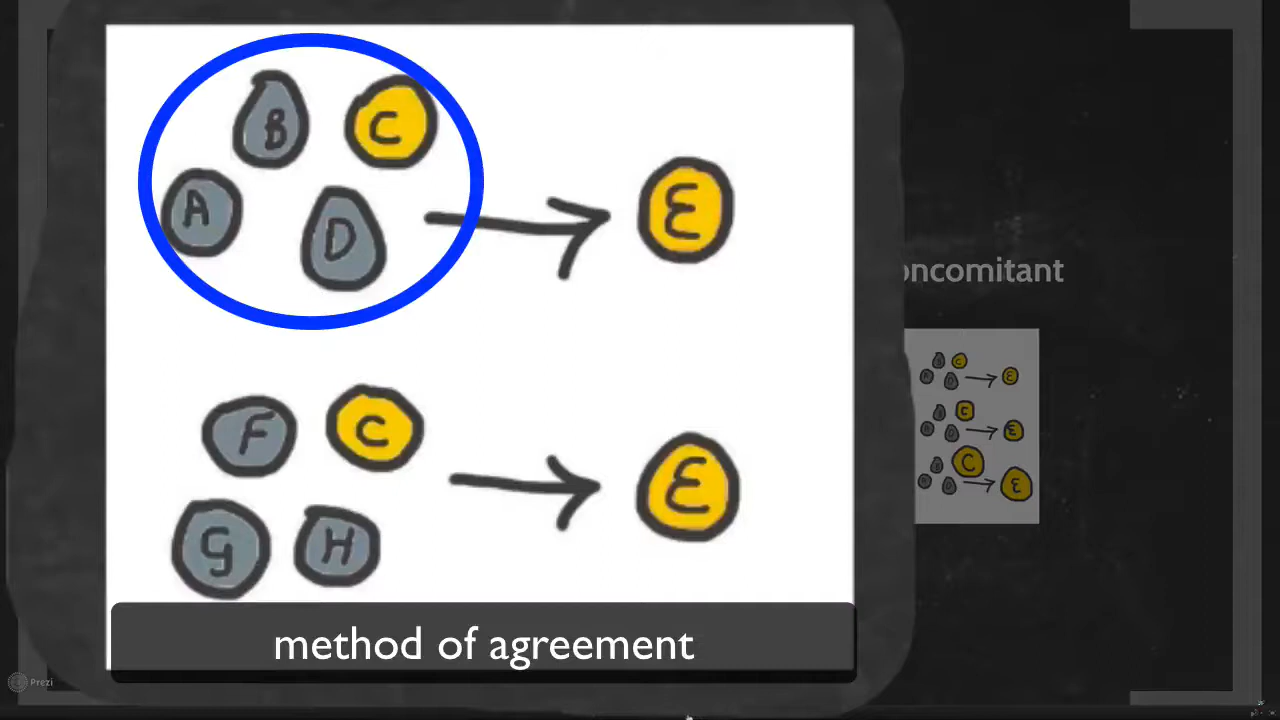 B C
A D E
F C
G H E
method of agreement
oncomitant
B C
A D E
B C
A D E
B C
A D E
Prezi